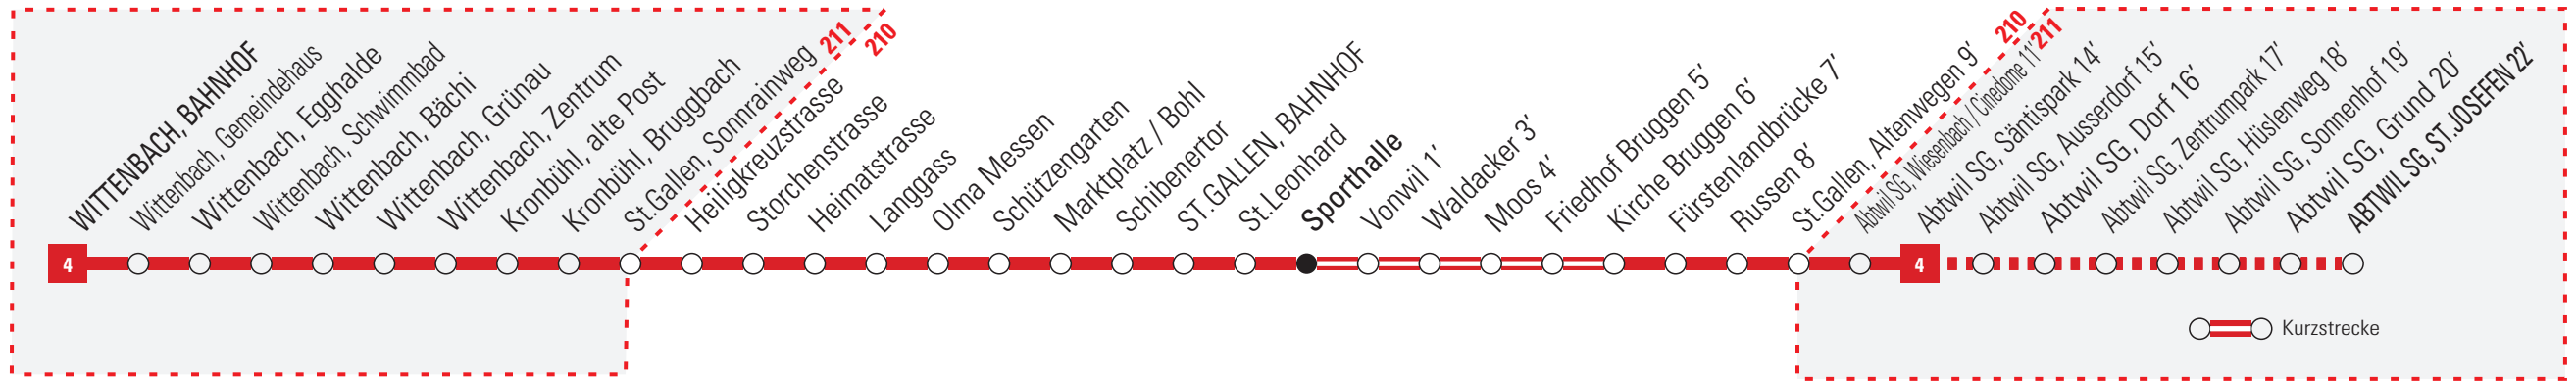 WITTENBACH, BAHNHOF
Wittenbach, Gemeindehaus
Wittenbach, Egghalde
Wittenbach, Schwimmbad
Wittenbach, Bächi
Wittenbach, Grünau
Wittenbach, Zentrum
Kronbühl, alte Post
Kronbühl, Bruggbach
St.Gallen, Sonnrainweg
211
210
Heiligkreuzstrasse
Storchenstrasse
Heimatstrasse
Langgass
Olma Messen
Schützengarten
Marktplatz / Bohl
Schibenertor
ST.GALLEN, BAHNHOF
St.Leonhard
Sporthalle
Vonwil 1’
Waldacker 3’
Moos 4’
Friedhof Bruggen 5’
Kirche Bruggen 6’
Fürstenlandbrücke 7’
Russen 8’
St.Gallen, Altenwegen 9’
210
211
Abtwil SG, Wiesenbach / Cinedome 11’
Abtwil SG, Säntispark 14’
Abtwil SG, Ausserdorf 15’
Abtwil SG, Dorf 16’
Abtwil SG, Zentrumpark 17’
Abtwil SG, Hüslenweg 18’
Abtwil SG, Sonnenhof 19’
Abtwil SG, Grund 20’
ABTWIL SG, ST.JOSEFEN 22’
4
4
Kurzstrecke